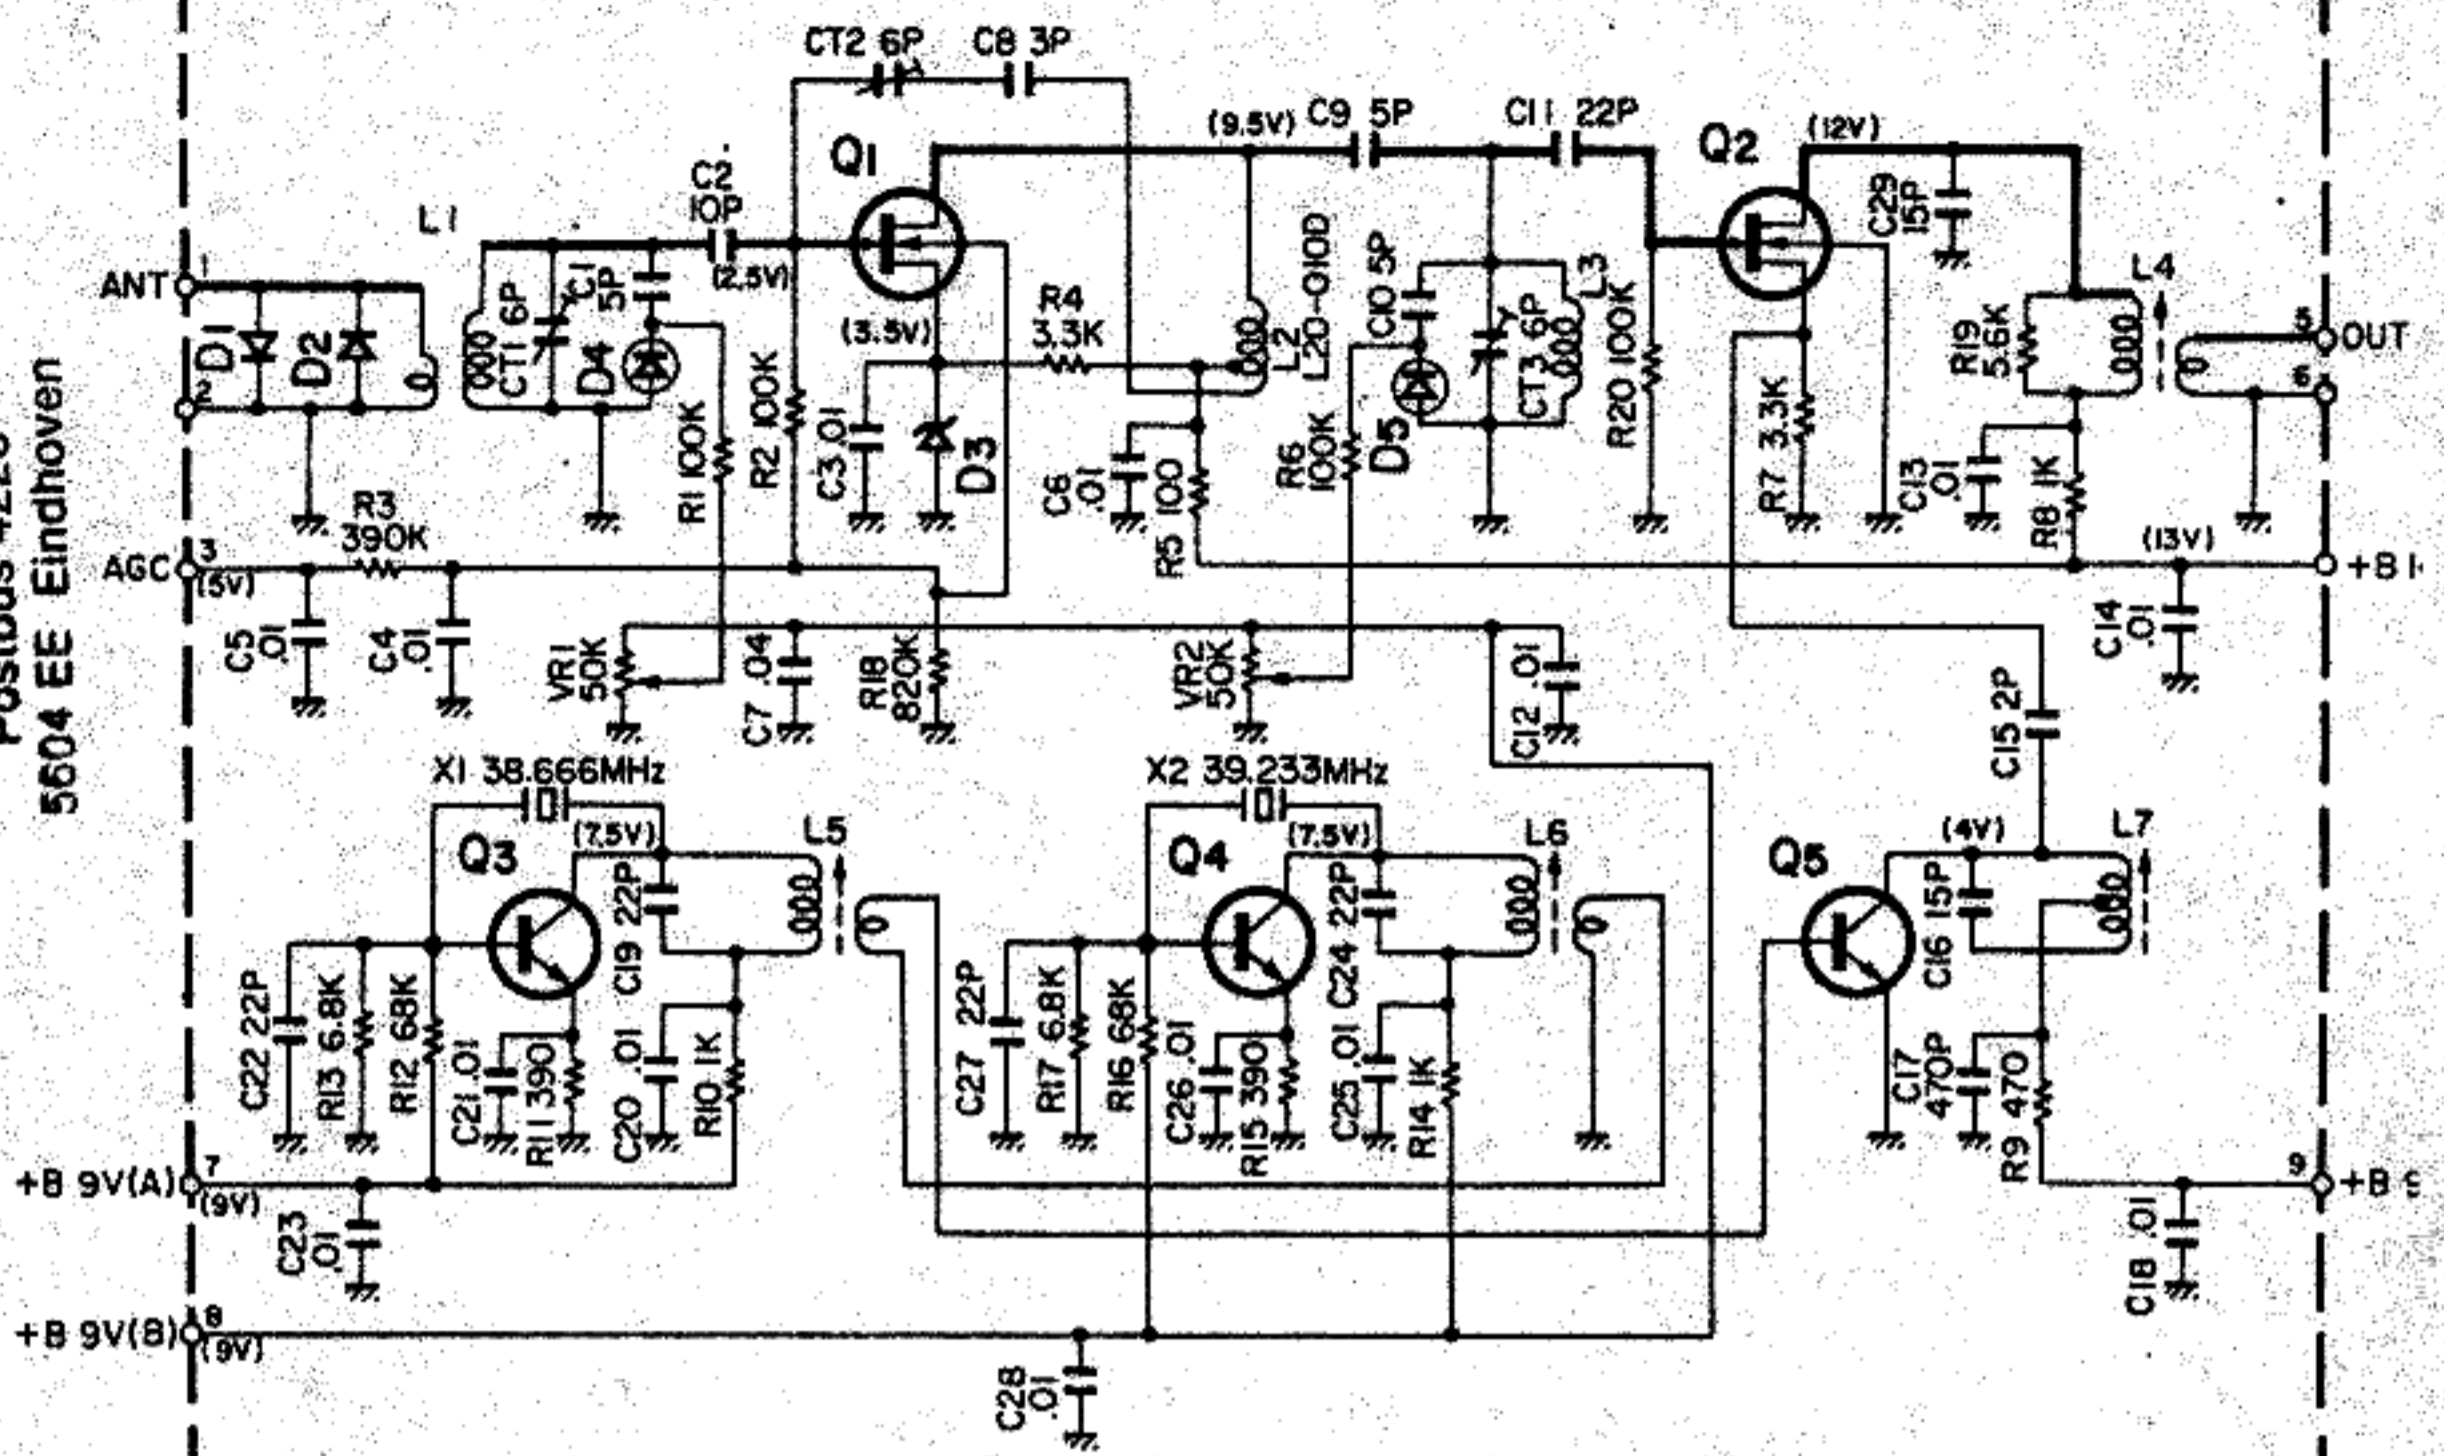 CT2 6P C8 3P
(9.5V) C9 5P
C11 22P
(12V)
Q1
Q2
C2
10P
C29
15P
L1
ANT
1
(2.5V)
CT1 6P
C1
5P
D1
D2
D4
2
(3.5V)
R4
3.3K
L2
L20-010D
C10 5P
L3
CT3 6P
R20 100K
R19
5.6K
L4
5
OUT
6
R1 100K
R2 100K
C3 .01
D3
C6
.01
R5 100
R6
100K
D5
R7 3.3K
C13
.01
R8 1K
(13V)
R3
390K
AGC
3
(5V)
C5
.01
C4
.01
VR1
50K
C7 .04
R18
820K
VR2
50K
C12 .01
C14
.01
C15 2P
5604 EE Eindhoven
X1 38.666MHz
X2 39.233MHz
Q3
(7.5V)
L5
Q4
(7.5V)
L6
Q5
(4V)
L7
C22 22P
R13 6.8K
R12 68K
C21 .01
R11 390
C19 22P
C20 .01
R10 1K
C27 22P
R17 6.8K
R16 68K
C26 .01
R15 390
C24 22P
C25 .01
R14 1K
C16 15P
C17
470P
R9 470
+B 9V(A)
7
(9V)
9
+B
C23
.01
C18 .01
+B 9V(B)
8
(9V)
C28
.01